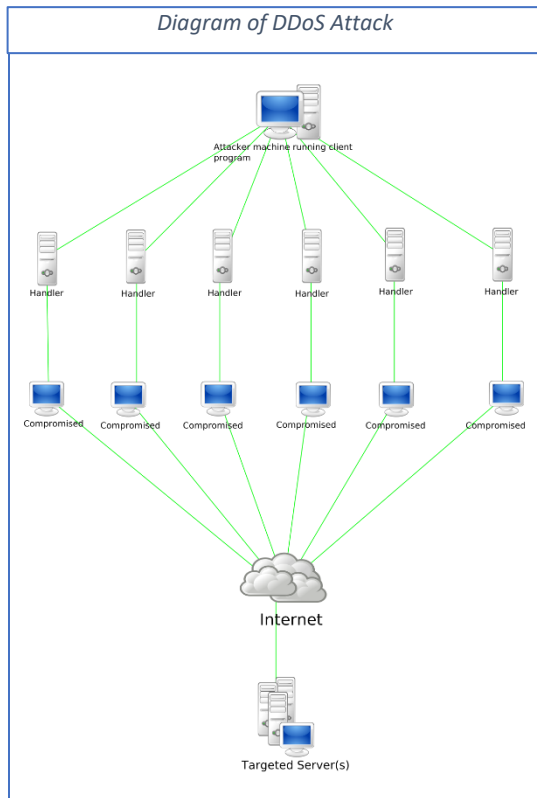 Diagram of DDoS Attack
Attacker machine running client
program
Handler
Handler
Handler
Handler
Handler
Handler
Compromised
Compromised
Compromised
Compromised
Compromised
Compromised
Internet
Targeted Server(s)